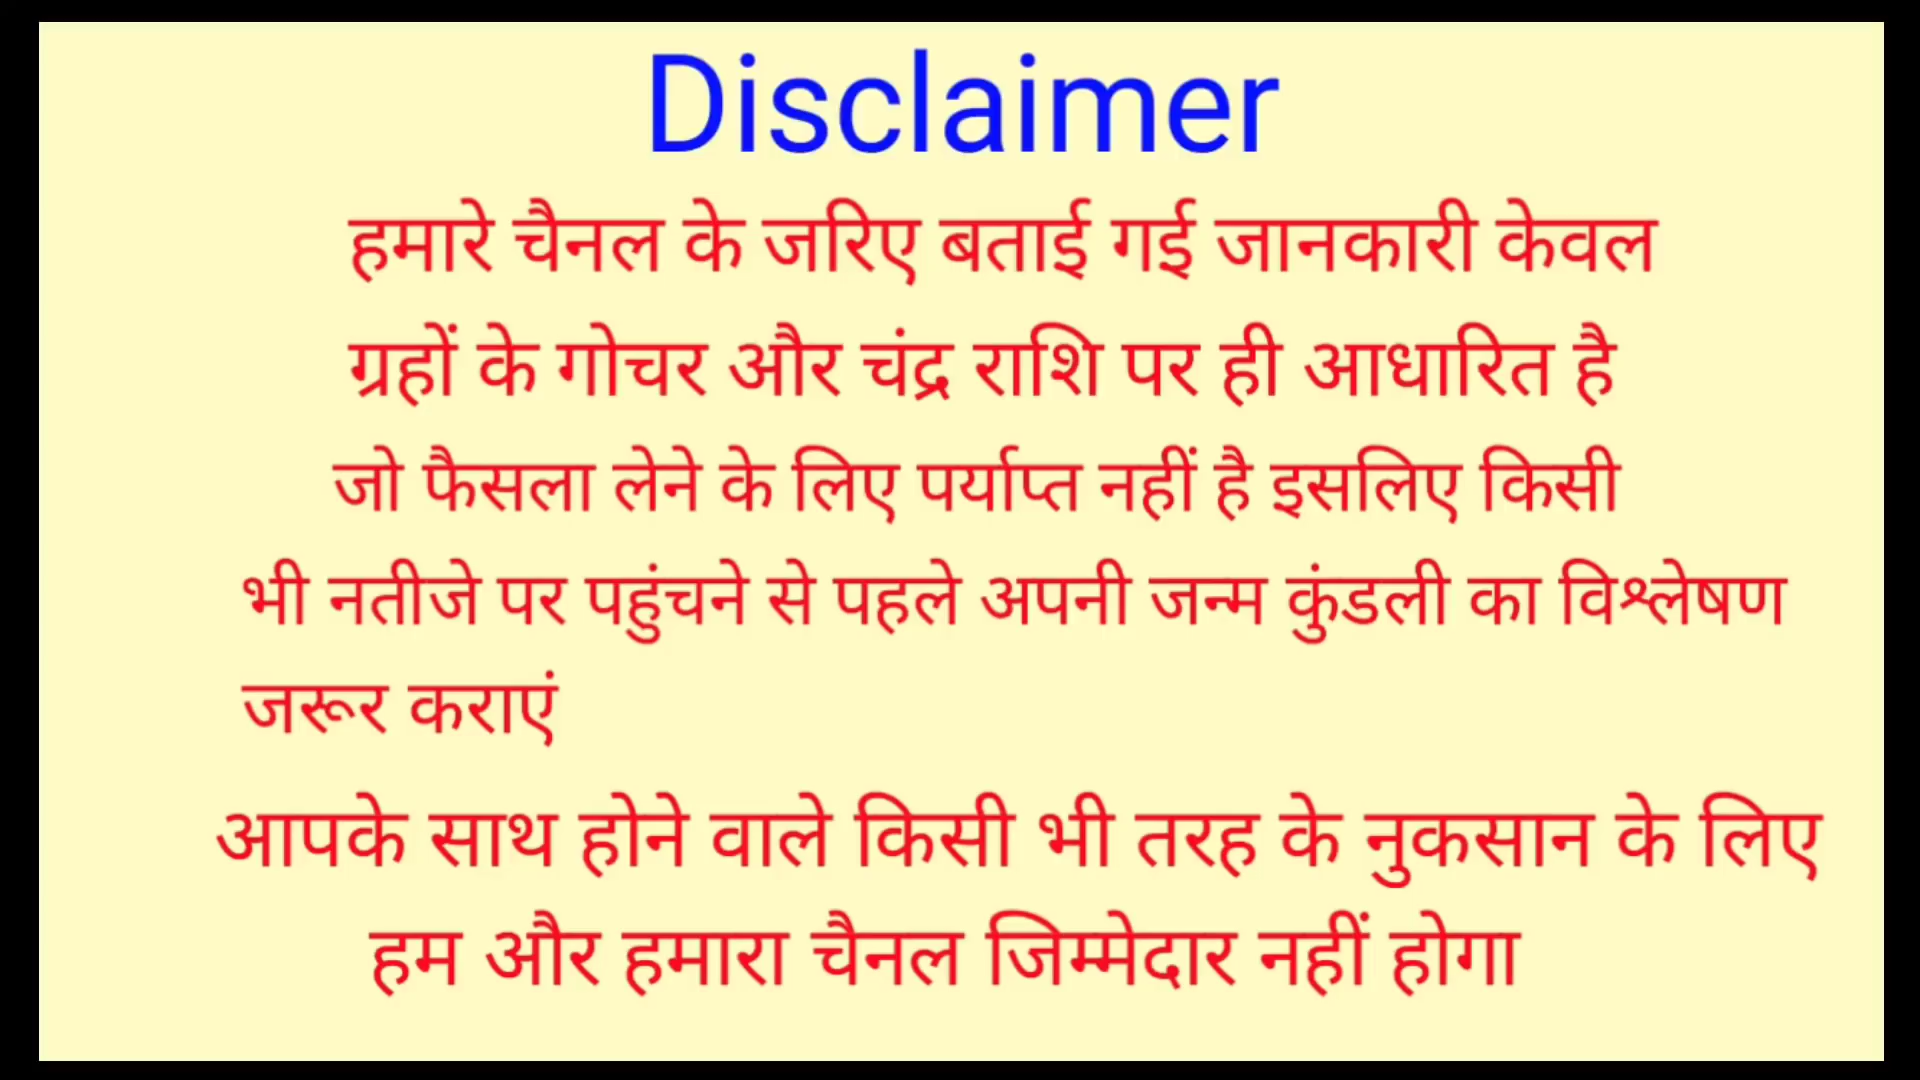 Disclaimer
हमारे चैनल के जरिए बताई गई जानकारी केवल
ग्रहों के गोचर और चंद्र राशि पर ही आधारित है
जो फैसला लेने के लिए पर्याप्त नहीं है इसलिए किसी
भी नतीजे पर पहुंचने से पहले अपनी जन्म कुंडली का विश्लेषण
जरूर कराएं
आपके साथ होने वाले किसी भी तरह के नुकसान के लिए
हम और हमारा चैनल जिम्मेदार नहीं होगा